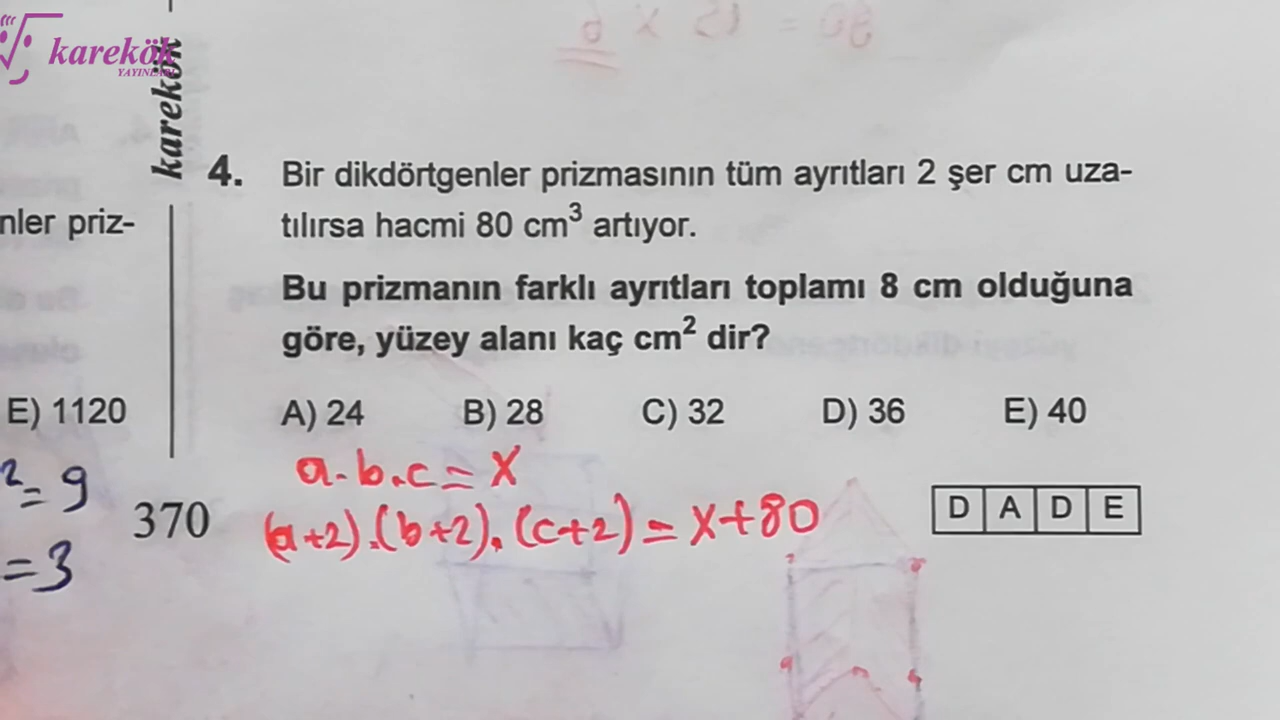 karekök
YAYINLARI
karekök
nler priz-
E) 1120
2 = 9
= 3
370
4. Bir dikdörtgenler prizmasının tüm ayrıtları 2 şer cm uza-
tılırsa hacmi 80 cm³ artıyor.
Bu prizmanın farklı ayrıtları toplamı 8 cm olduğuna
göre, yüzey alanı kaç cm² dir?
A) 24 B) 28 C) 32 D) 36 E) 40
a.b.c = x
(a+2).(b+2).(c+2) = x+80
D A D E